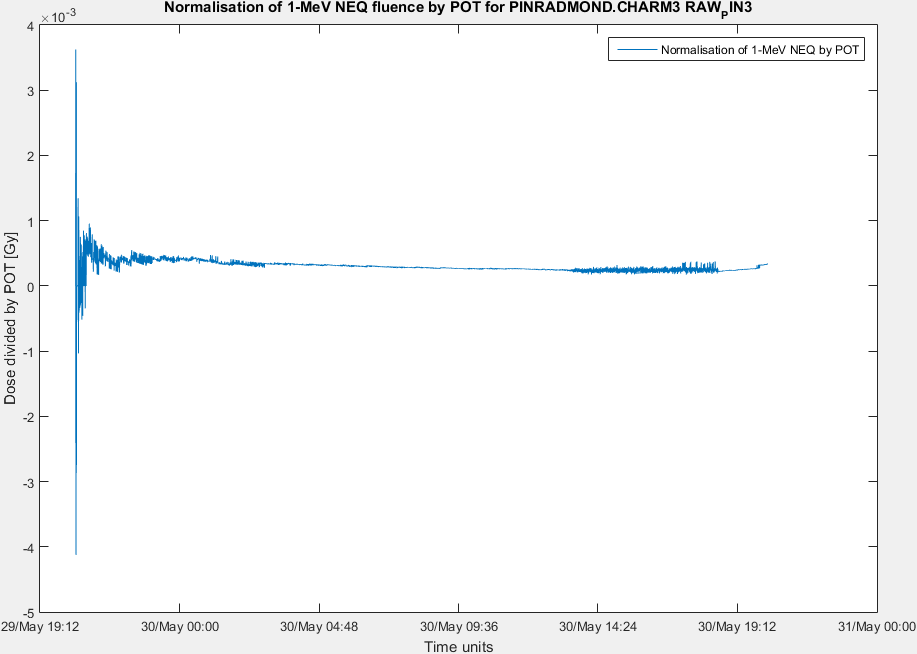 Normalisation of 1-MeV NEQ fluence by POT for PINRADMOND.CHARM3 RAW_PIN3
×10^-3
Normalisation of 1-MeV NEQ by POT
4
3
2
1
0
-1
-2
-3
-4
-5
Dose divided by POT [Gy]
29/May 19:12 30/May 00:00 30/May 04:48 30/May 09:36 30/May 14:24 30/May 19:12 31/May 00:00
Time units